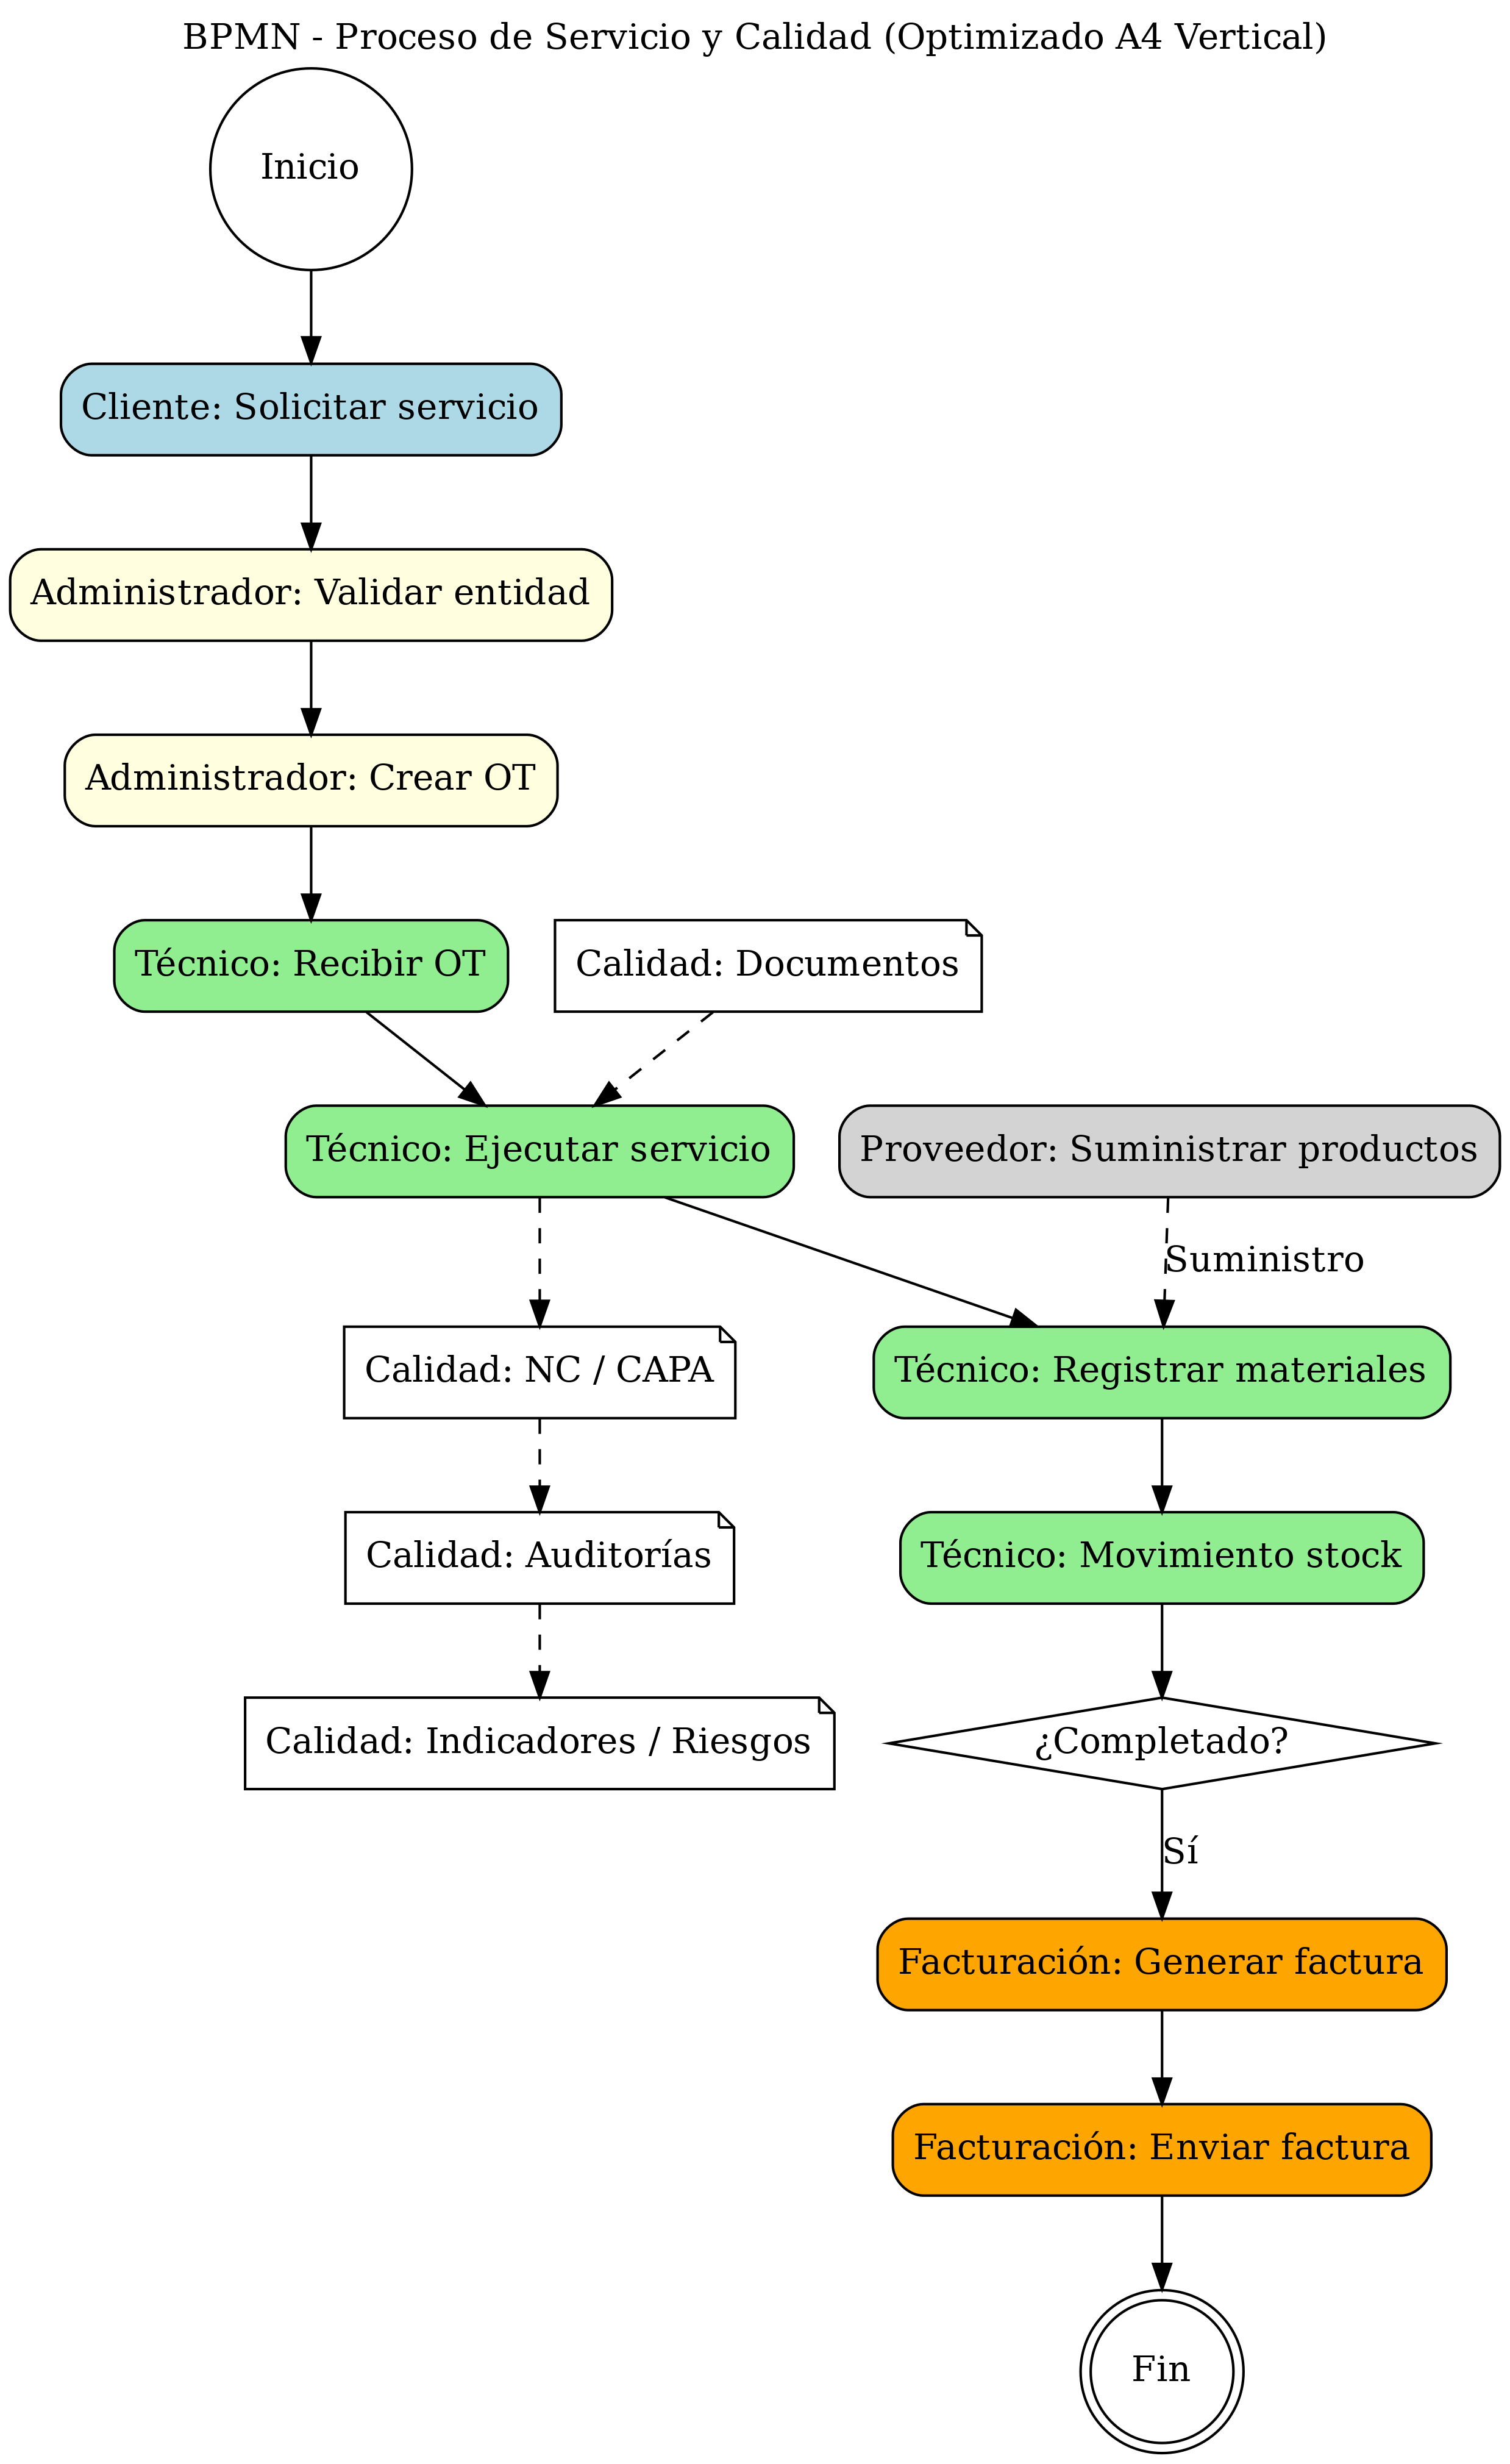 BPMN - Proceso de Servicio y Calidad (Optimizado A4 Vertical)
Inicio
Cliente: Solicitar servicio
Administrador: Validar entidad
Administrador: Crear OT
Técnico: Recibir OT
Calidad: Documentos
Técnico: Ejecutar servicio
Proveedor: Suministrar productos
Suministro
Calidad: NC / CAPA
Técnico: Registrar materiales
Calidad: Auditorías
Técnico: Movimiento stock
Calidad: Indicadores / Riesgos
¿Completado?
Sí
Facturación: Generar factura
Facturación: Enviar factura
Fin